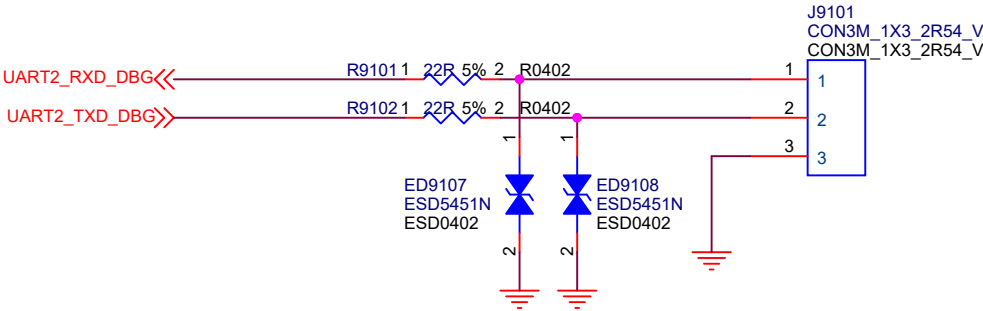 J9101
CON3M_1X3_2R54_V
CON3M_1X3_2R54_V
UART2_RXD_DBG
R9101 1 22R 5% 2 R0402
1
1
UART2_TXD_DBG
R9102 1 22R 5% 2 R0402
2
2
3
3
1
1
ED9107
ESD5451N
ESD0402
ED9108
ESD5451N
ESD0402
2
2